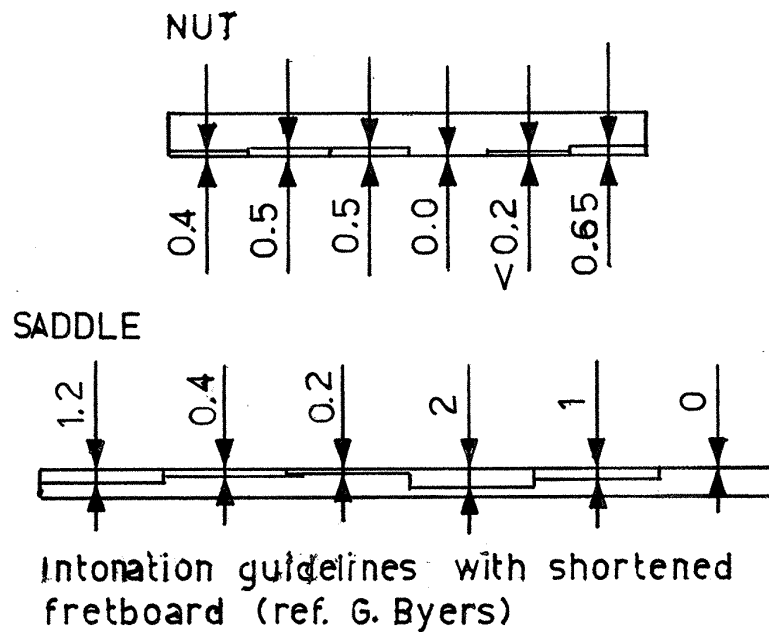 NUT
0.4 0.5 0.5 0.0 <0,2 0.65
SADDLE
1.2 0,4 0.2 2 1 0
Intonation guidelines with shortened
fretboard (ref. G. Byers)